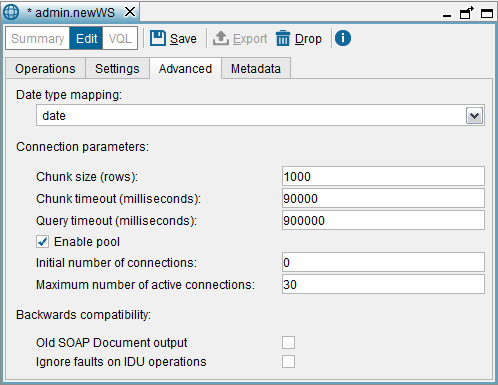 * admin.newWS
Summary Edit VQL Save Export Drop
Operations Settings Advanced Metadata
Date type mapping:
date
Connection parameters:
Chunk size (rows): 1000
Chunk timeout (milliseconds): 90000
Query timeout (milliseconds): 900000
Enable pool
Initial number of connections: 0
Maximum number of active connections: 30
Backwards compatibility:
Old SOAP Document output
Ignore faults on IDU operations